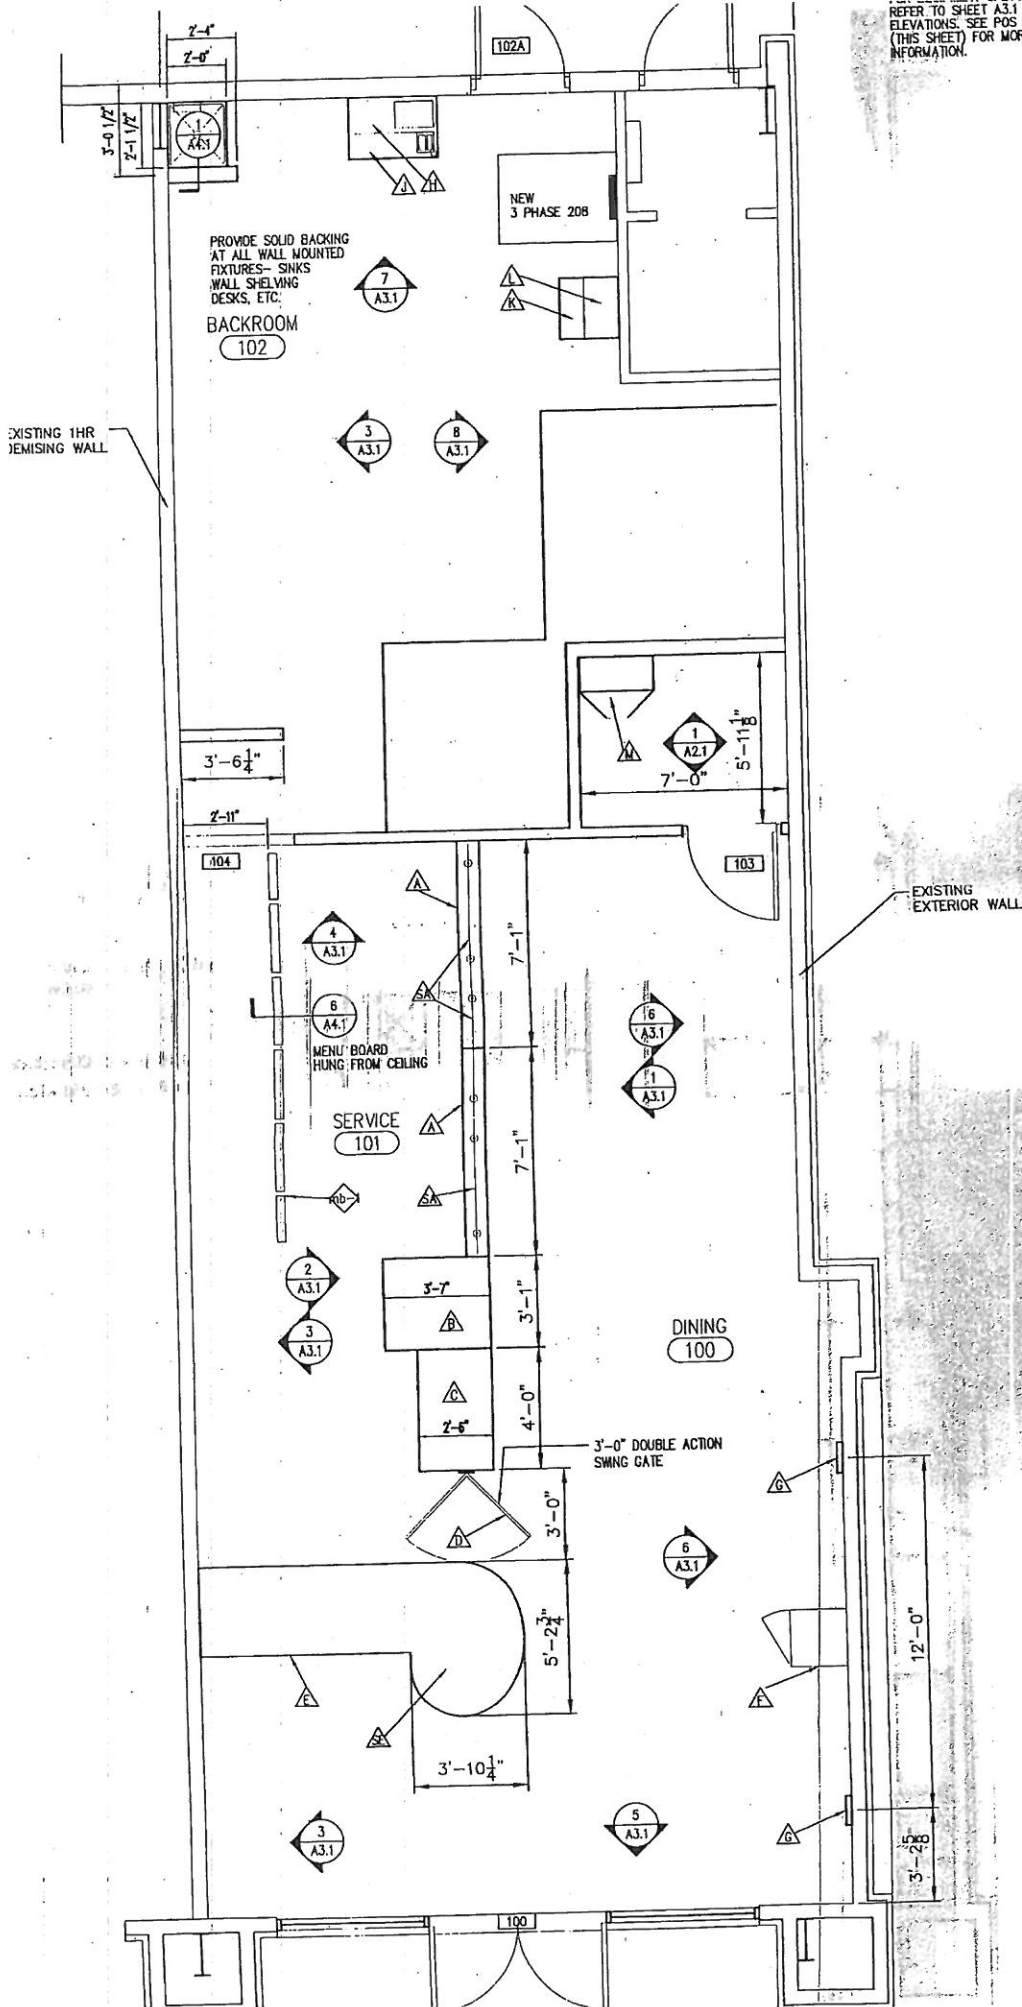 REFER TO SHEET A3.1
ELEVATIONS. SEE POS
(THIS SHEET) FOR MOR
INFORMATION.
2'-4"
2'-0"
102A
3'-0 1/2"
2'-1 1/2"
1
A4.1
J
H
NEW
3 PHASE 208
PROVIDE SOLID BACKING
AT ALL WALL MOUNTED
FIXTURES- SINKS
WALL SHELVING
DESKS, ETC.
7
A3.1
L
K
BACKROOM
102
EXISTING 1HR
DEMISING WALL
3
A3.1
8
A3.1
3'-6 1/4"
M
1
A2.1
5'-11 1/8"
7'-0"
2'-11"
104
103
A
EXISTING
EXTERIOR WALL
4
A3.1
7'-1"
SA
6
A4.1
6
A3.1
MENU BOARD
HUNG FROM CEILING
1
A3.1
SERVICE
101
A
7'-1"
mb-1
SA
2
A3.1
3'-7"
3'-1"
B
3
A3.1
DINING
100
C
4'-0"
2'-6"
3'-0" DOUBLE ACTION
SWING GATE
G
D
3'-0"
6
A3.1
5'-2 3/4"
12'-0"
E
F
SE
3'-10 1/4"
3
A3.1
5
A3.1
G
3'-2 5/8"
100